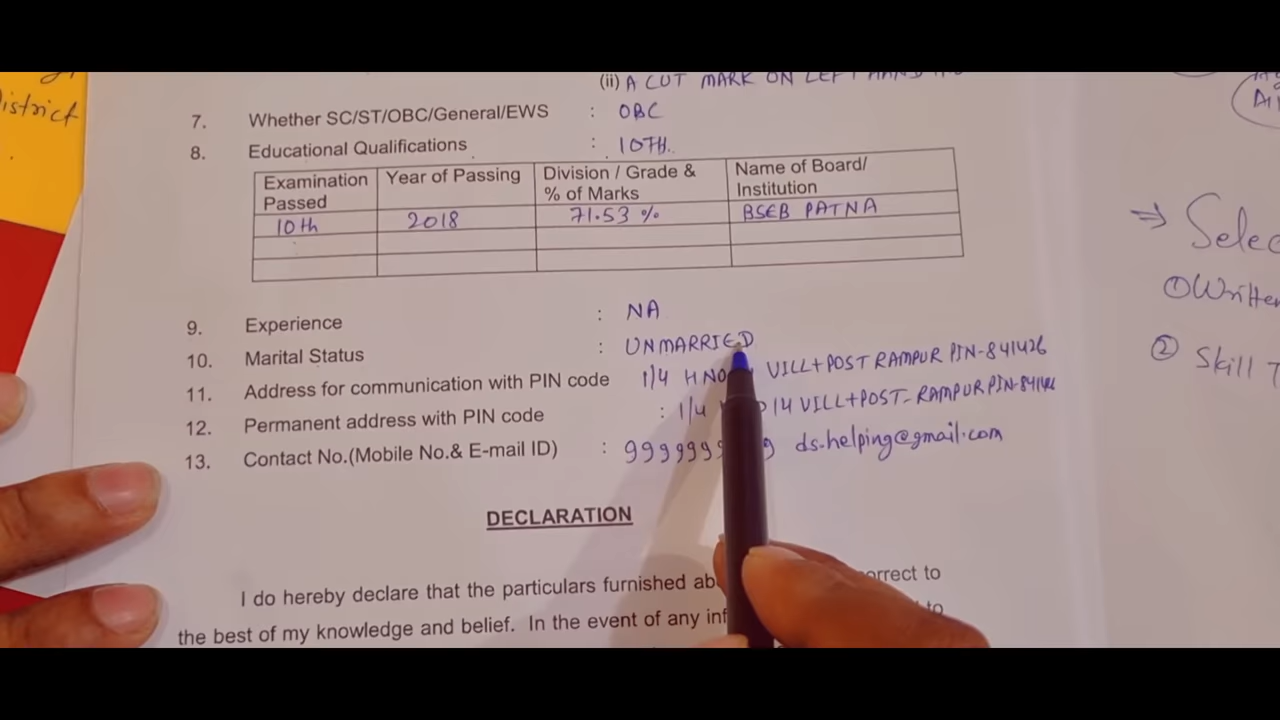 istrict
(ii) A CUT MARK ON LEFT HAND
7. Whether SC/ST/OBC/General/EWS : OBC
8. Educational Qualifications : 10TH.
Examination Passed Year of Passing Division / Grade & % of Marks Name of Board/ Institution
10th 2018 71.53 % BSEB PATNA
9. Experience : NA
10. Marital Status : UNMARRIED
11. Address for communication with PIN code 1/4 H NO VILL+POST RAMPUR PIN-841426
12. Permanent address with PIN code : 1/4 14 VILL+POST-RAMPUR PIN-
13. Contact No.(Mobile No.& E-mail ID) : 999999 9 ds.helping@gmail.com
DECLARATION
I do hereby declare that the particulars furnished ab orrect to
the best of my knowledge and belief. In the event of any inf to
⇒ Selec
① Writte
② Skill T